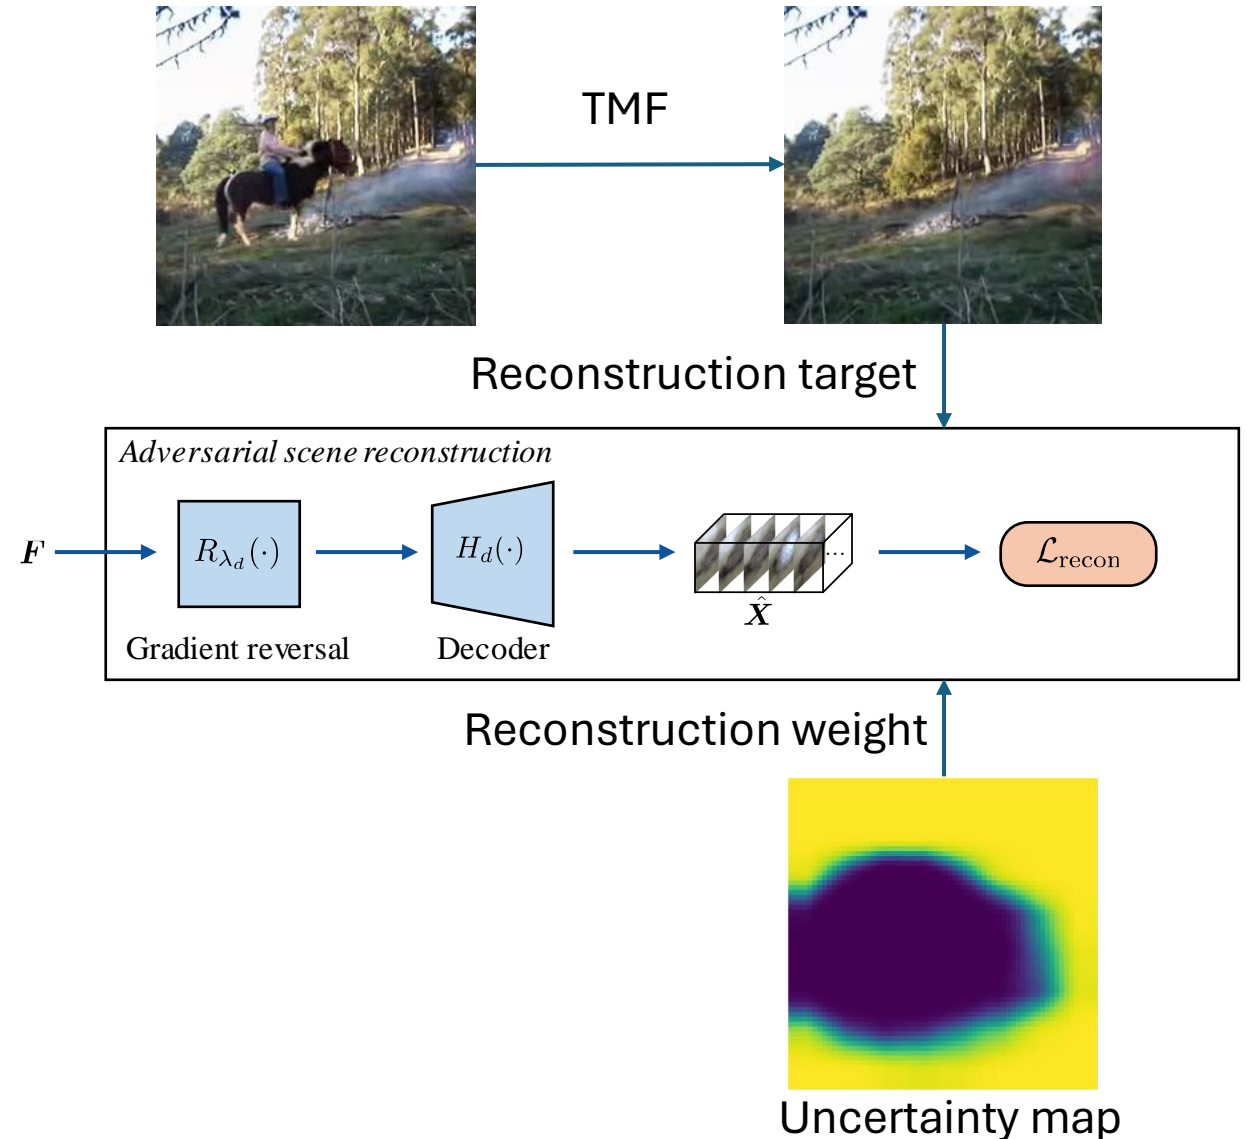 TMF
Reconstruction target
Adversarial scene reconstruction
F
R_{λ_d}(·)
H_d(·)
...
X̂
ℒ_recon
Gradient reversal
Decoder
Reconstruction weight
Uncertainty map